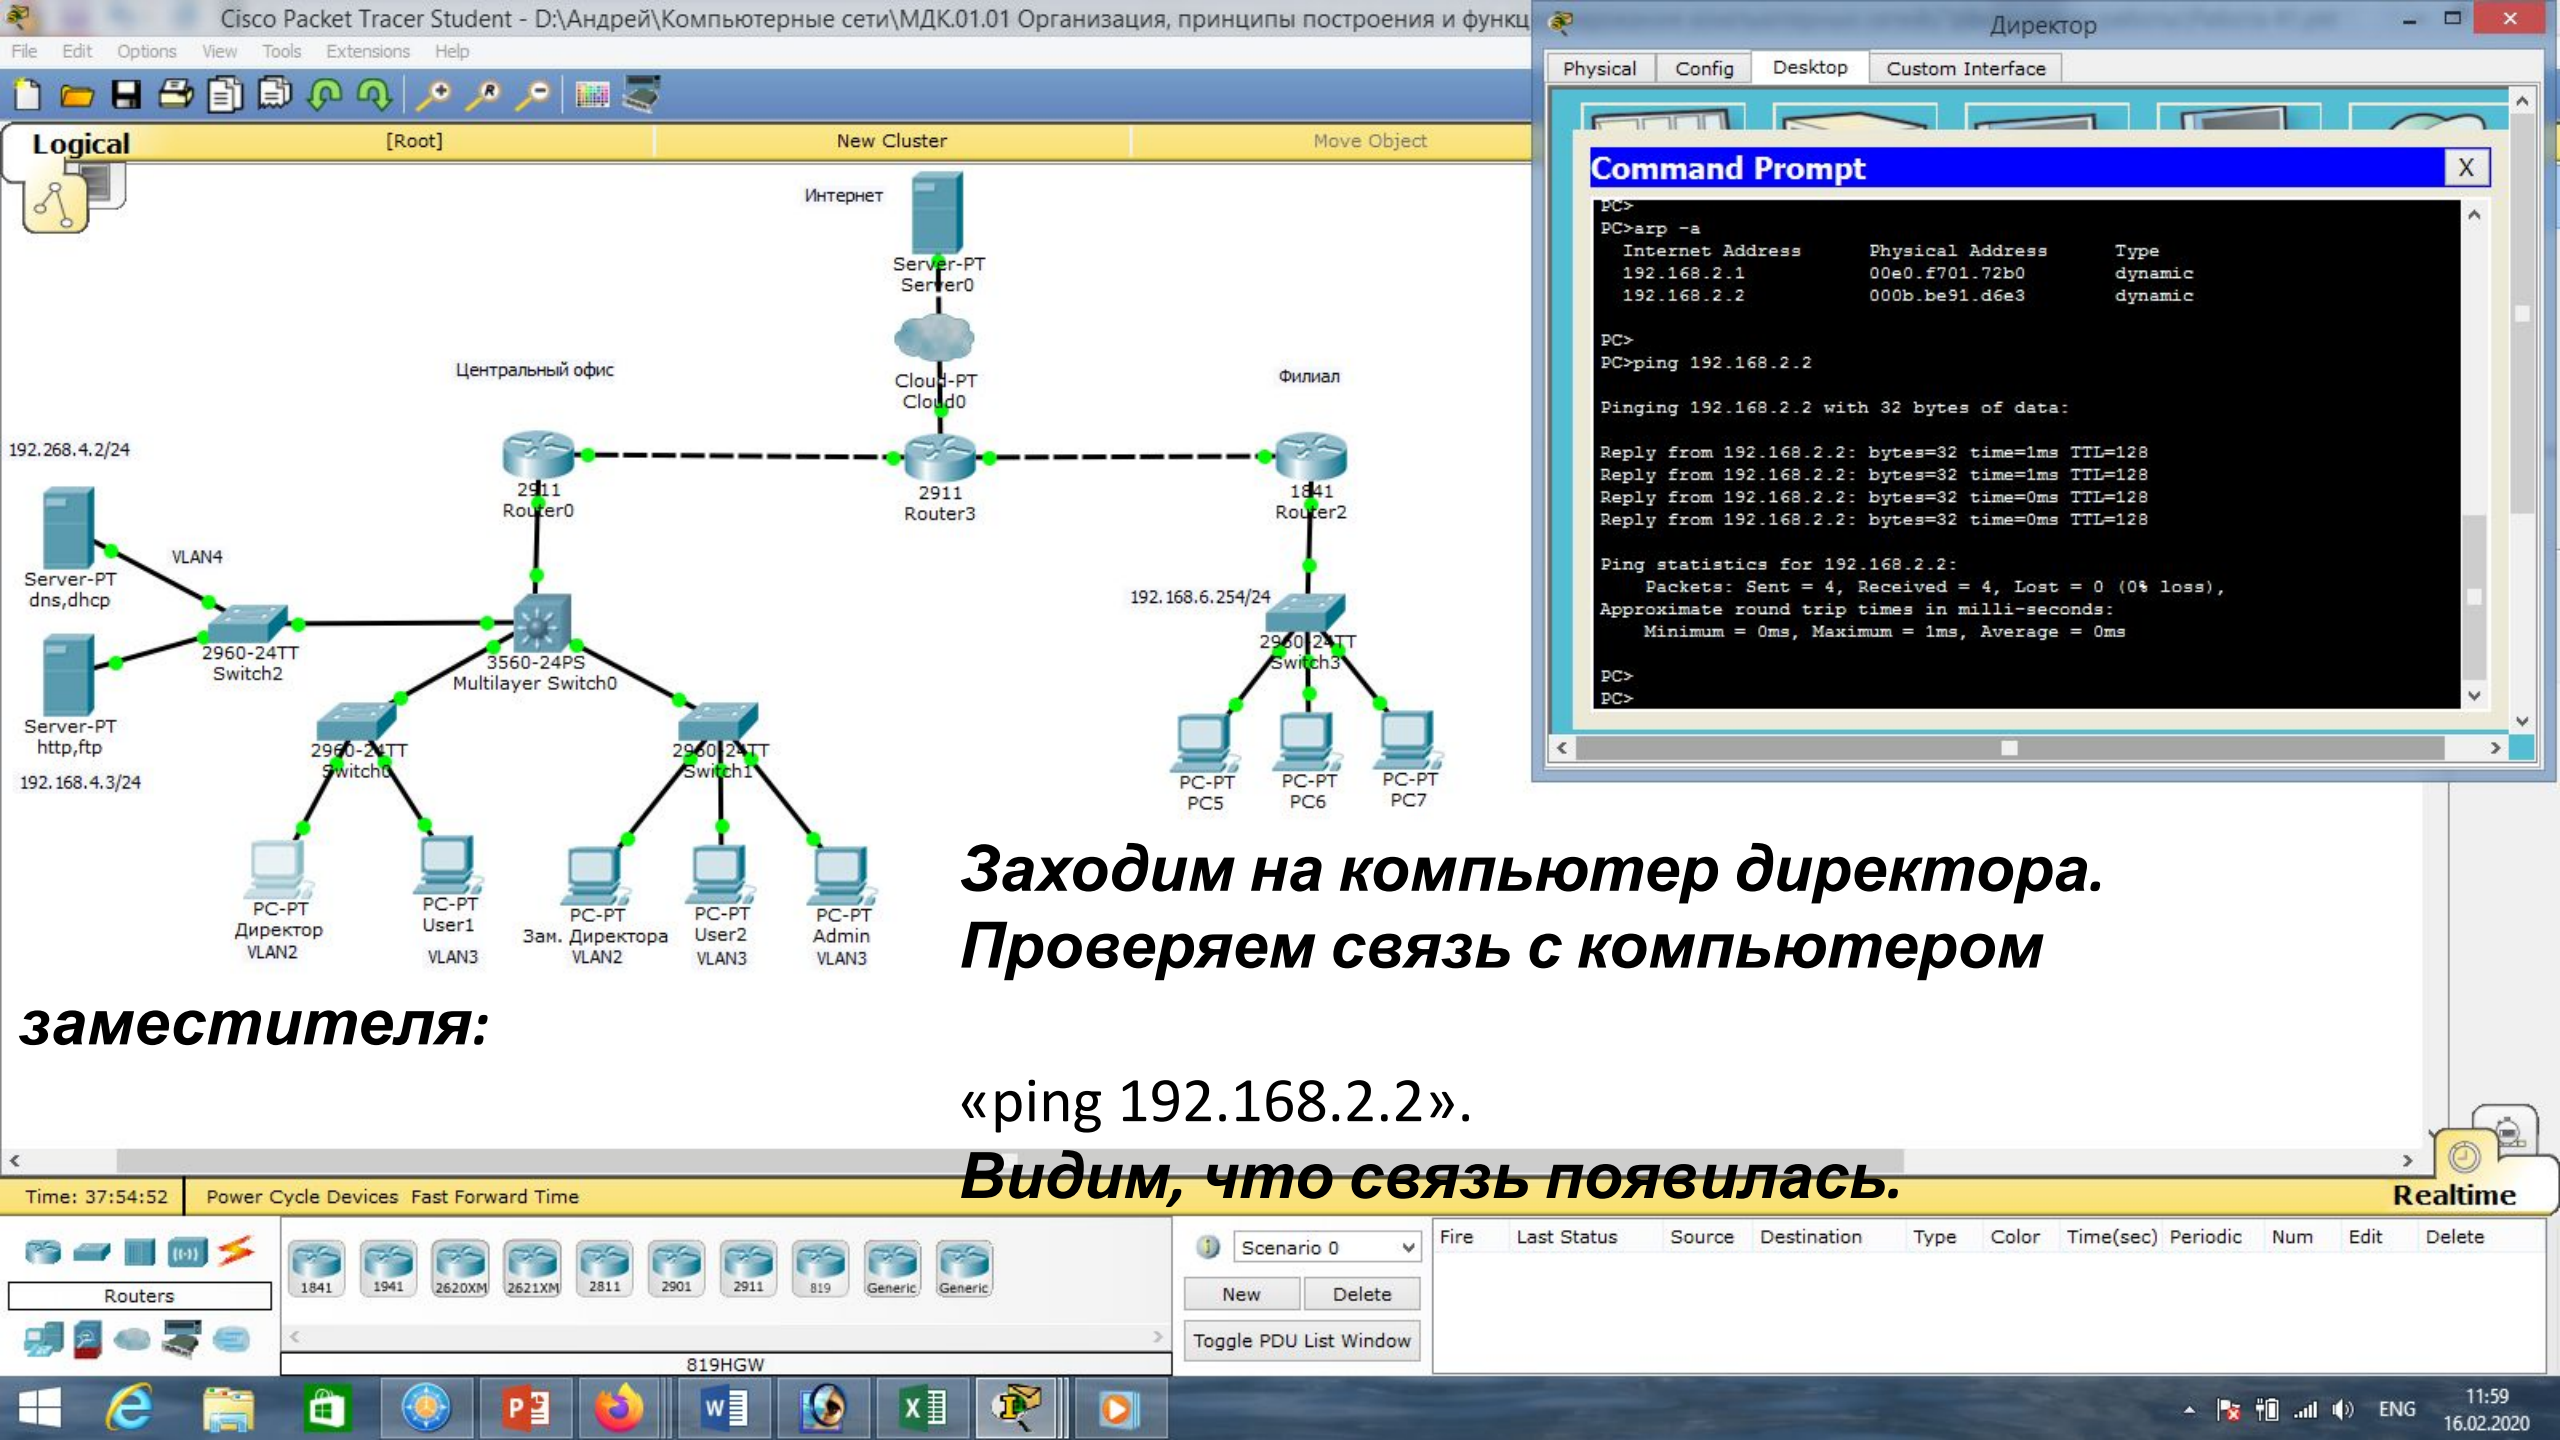 Cisco Packet Tracer Student - D:\Андрей\Компьютерные сети\МДК.01.01 Организация, принципы построения и функц
File Edit Options View Tools Extensions Help
Logical [Root] New Cluster Move Object
Интернет
Server-PT
Server0
Cloud-PT
Cloud0
Центральный офис
Филиал
192.268.4.2/24
2911
Router0
2911
Router3
1841
Router2
VLAN4
Server-PT
dns,dhcp
192.168.6.254/24
2960-24TT
Switch2
3560-24PS
Multilayer Switch0
2960-24TT
Switch3
Server-PT
http,ftp
192.168.4.3/24
2960-24TT
Switch0
2960-24TT
Switch1
PC-PT
PC5
PC-PT
PC6
PC-PT
PC7
PC-PT
Директор
VLAN2
PC-PT
User1
VLAN3
PC-PT
Зам. Директора
VLAN2
PC-PT
User2
VLAN3
PC-PT
Admin
VLAN3
Директор
Physical Config Desktop Custom Interface
Command Prompt X
PC>
PC>arp -a
Internet Address Physical Address Type
192.168.2.1 00e0.f701.72b0 dynamic
192.168.2.2 000b.be91.d6e3 dynamic
PC>
PC>ping 192.168.2.2
Pinging 192.168.2.2 with 32 bytes of data:
Reply from 192.168.2.2: bytes=32 time=1ms TTL=128
Reply from 192.168.2.2: bytes=32 time=1ms TTL=128
Reply from 192.168.2.2: bytes=32 time=0ms TTL=128
Reply from 192.168.2.2: bytes=32 time=0ms TTL=128
Ping statistics for 192.168.2.2:
Packets: Sent = 4, Received = 4, Lost = 0 (0% loss),
Approximate round trip times in milli-seconds:
Minimum = 0ms, Maximum = 1ms, Average = 0ms
PC>
PC>
Заходим на компьютер директора.
Проверяем связь с компьютером
заместителя:
«ping 192.168.2.2».
Видим, что связь появилась.
Time: 37:54:52 Power Cycle Devices Fast Forward Time
Realtime
Routers
1841 1941 2620XM 2621XM 2811 2901 2911 819 Generic Generic
819HGW
Scenario 0
New Delete
Toggle PDU List Window
Fire Last Status Source Destination Type Color Time(sec) Periodic Num Edit Delete
ENG 11:59
16.02.2020